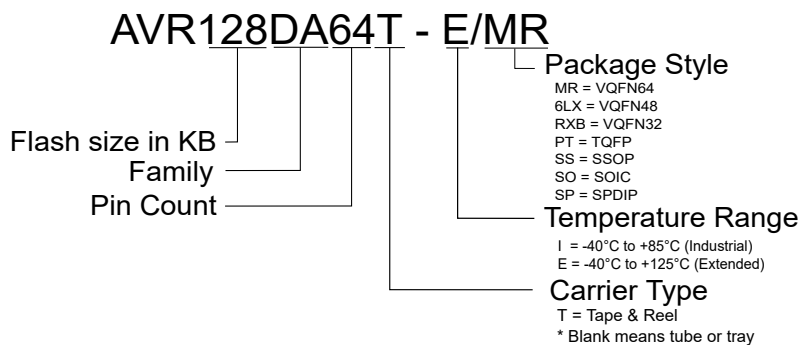 AVR128DA64T - E/MR
Package Style
MR = VQFN64
6LX = VQFN48
RXB = VQFN32
PT = TQFP
SS = SSOP
SO = SOIC
SP = SPDIP
Flash size in KB
Family
Pin Count
Temperature Range
I = -40°C to +85°C (Industrial)
E = -40°C to +125°C (Extended)
Carrier Type
T = Tape & Reel
* Blank means tube or tray